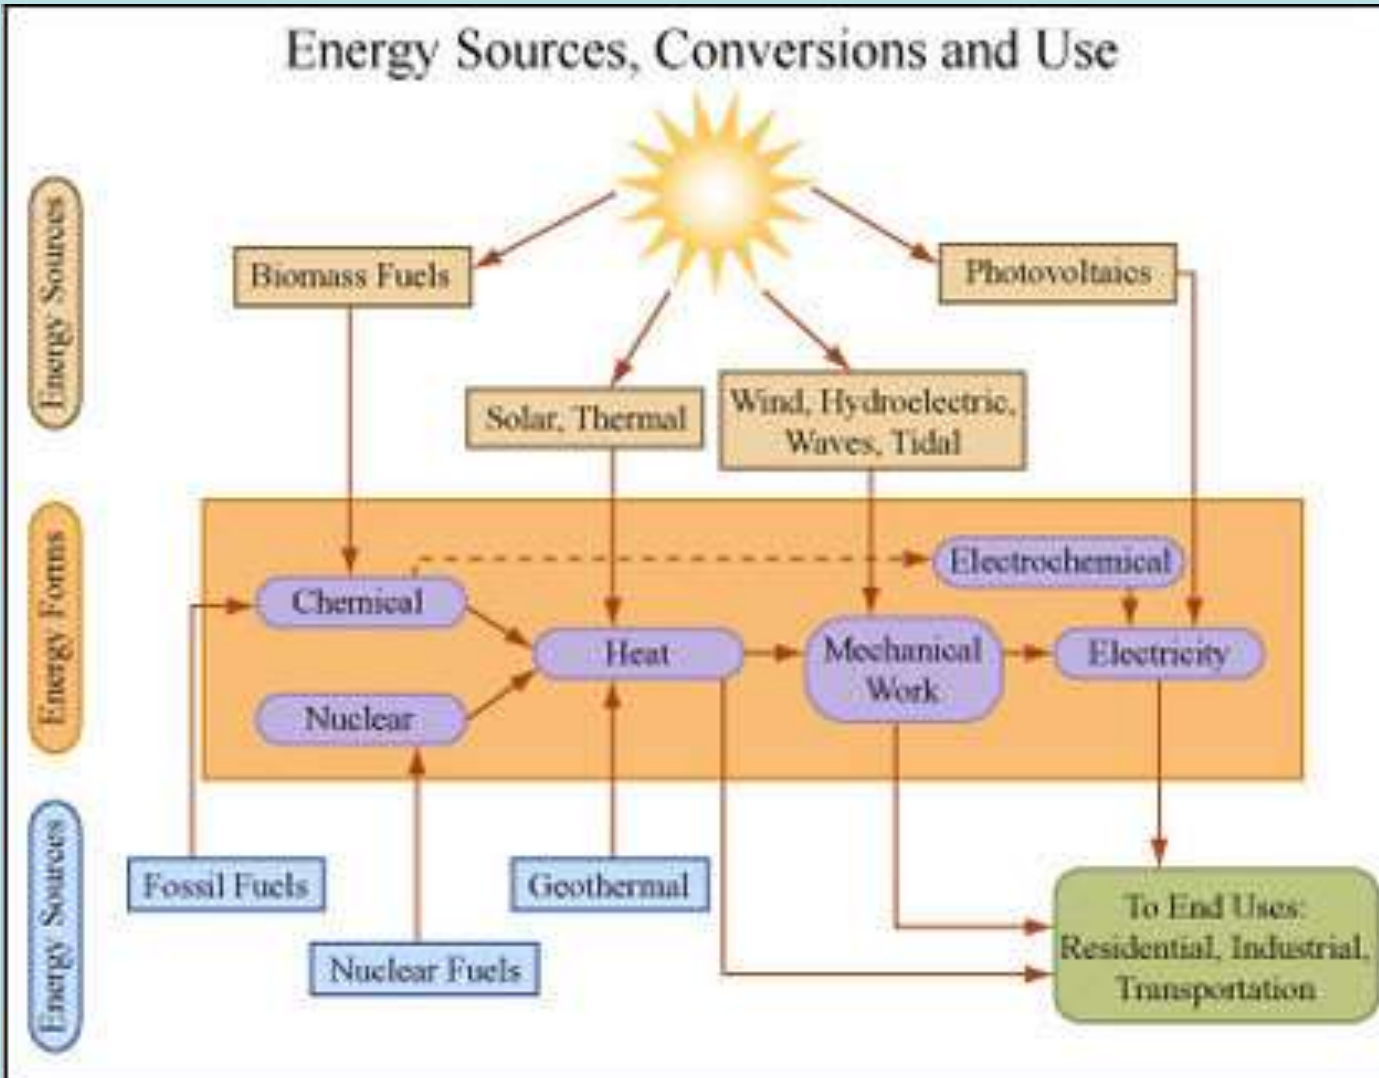 Energy Sources, Conversions and Use
Energy Sources
Biomass Fuels
Photovoltaics
Solar, Thermal
Wind, Hydroelectric,
Waves, Tidal
Energy Forms
Electrochemical
Chemical
Heat
Mechanical
Work
Electricity
Nuclear
Energy Sources
Fossil Fuels
Geothermal
Nuclear Fuels
To End Uses:
Residential, Industrial,
Transportation